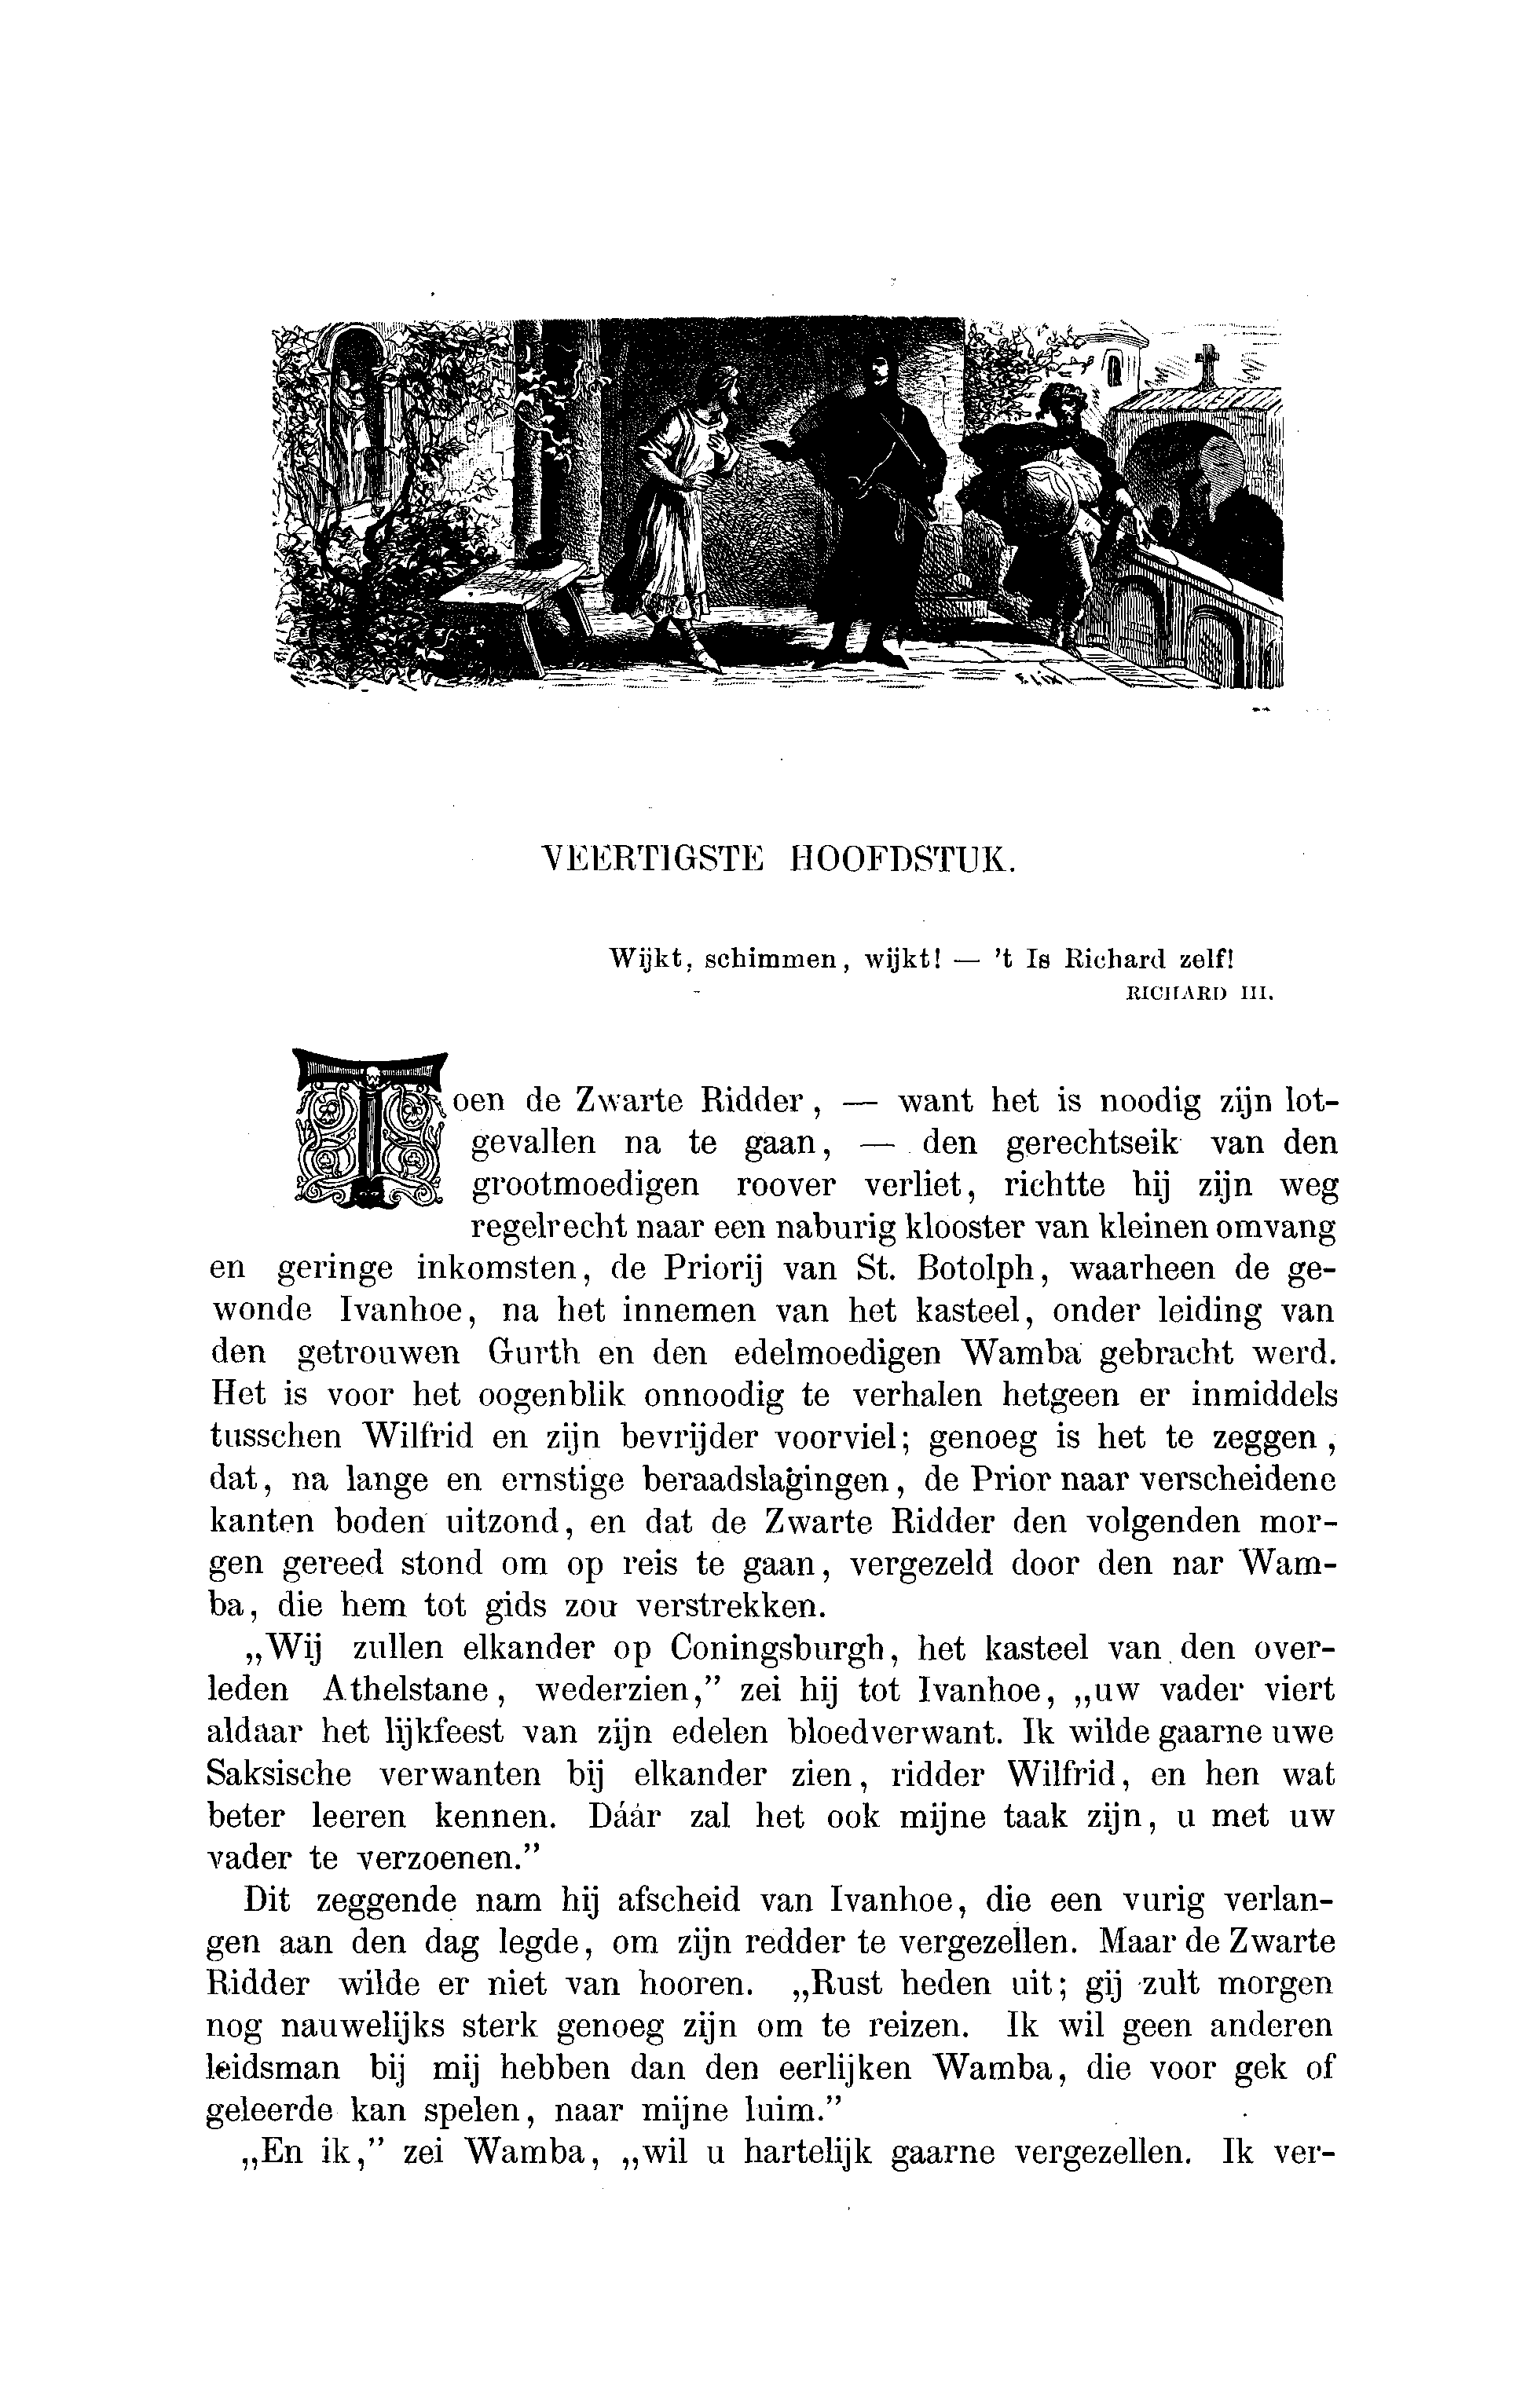 ELIX
VEERTIGSTE HOOFDSTUK.
Wijkt, schimmen, wijkt! — 't Is Richard zelf!
RICHARD III.
Toen de Zwarte Ridder, — want het is noodig zijn lot-
gevallen na te gaan, — den gerechtseik van den
grootmoedigen roover verliet, richtte hij zijn weg
regelrecht naar een naburig klooster van kleinen omvang
en geringe inkomsten, de Priorij van St. Botolph, waarheen de ge-
wonde Ivanhoe, na het innemen van het kasteel, onder leiding van
den getrouwen Gurth en den edelmoedigen Wamba gebracht werd.
Het is voor het oogenblik onnoodig te verhalen hetgeen er inmiddels
tusschen Wilfrid en zijn bevrijder voorviel; genoeg is het te zeggen,
dat, na lange en ernstige beraadslagingen, de Prior naar verscheidene
kanten boden uitzond, en dat de Zwarte Ridder den volgenden mor-
gen gereed stond om op reis te gaan, vergezeld door den nar Wam-
ba, die hem tot gids zou verstrekken.
„Wij zullen elkander op Coningsburgh, het kasteel van den over-
leden Athelstane, wederzien,” zei hij tot Ivanhoe, „uw vader viert
aldaar het lijkfeest van zijn edelen bloedverwant. Ik wilde gaarne uwe
Saksische verwanten bij elkander zien, ridder Wilfrid, en hen wat
beter leeren kennen. Dáár zal het ook mijne taak zijn, u met uw
vader te verzoenen.”
Dit zeggende nam hij afscheid van Ivanhoe, die een vurig verlan-
gen aan den dag legde, om zijn redder te vergezellen. Maar de Zwarte
Ridder wilde er niet van hooren. „Rust heden uit; gij zult morgen
nog nauwelijks sterk genoeg zijn om te reizen. Ik wil geen anderen
leidsman bij mij hebben dan den eerlijken Wamba, die voor gek of
geleerde kan spelen, naar mijne luim.”
„En ik,” zei Wamba, „wil u hartelijk gaarne vergezellen. Ik ver-